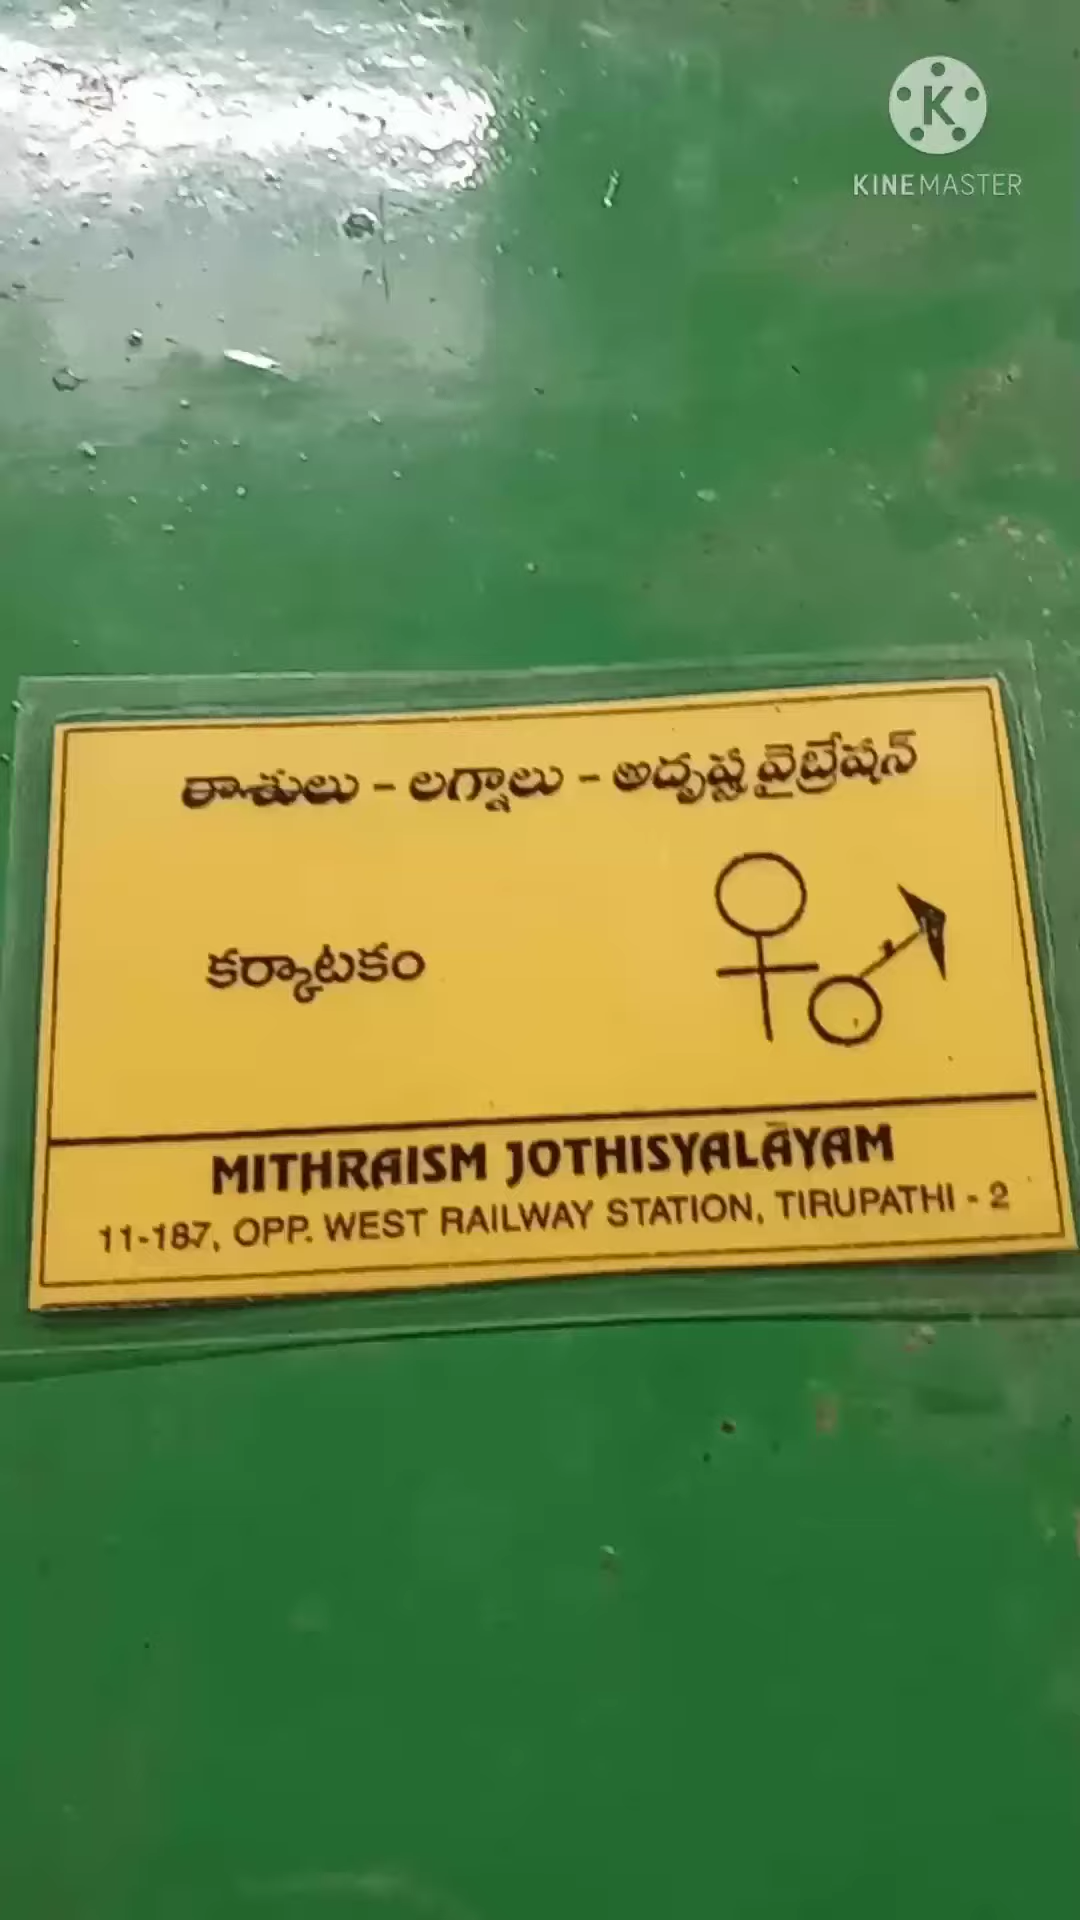 KINEMASTER
రాశులు - లగ్నాలు - అదృష్ట వైబ్రేషన్
కర్కాటకం
MITHRAISM JOTHISYALAYAM
11-187, OPP. WEST RAILWAY STATION, TIRUPATHI - 2